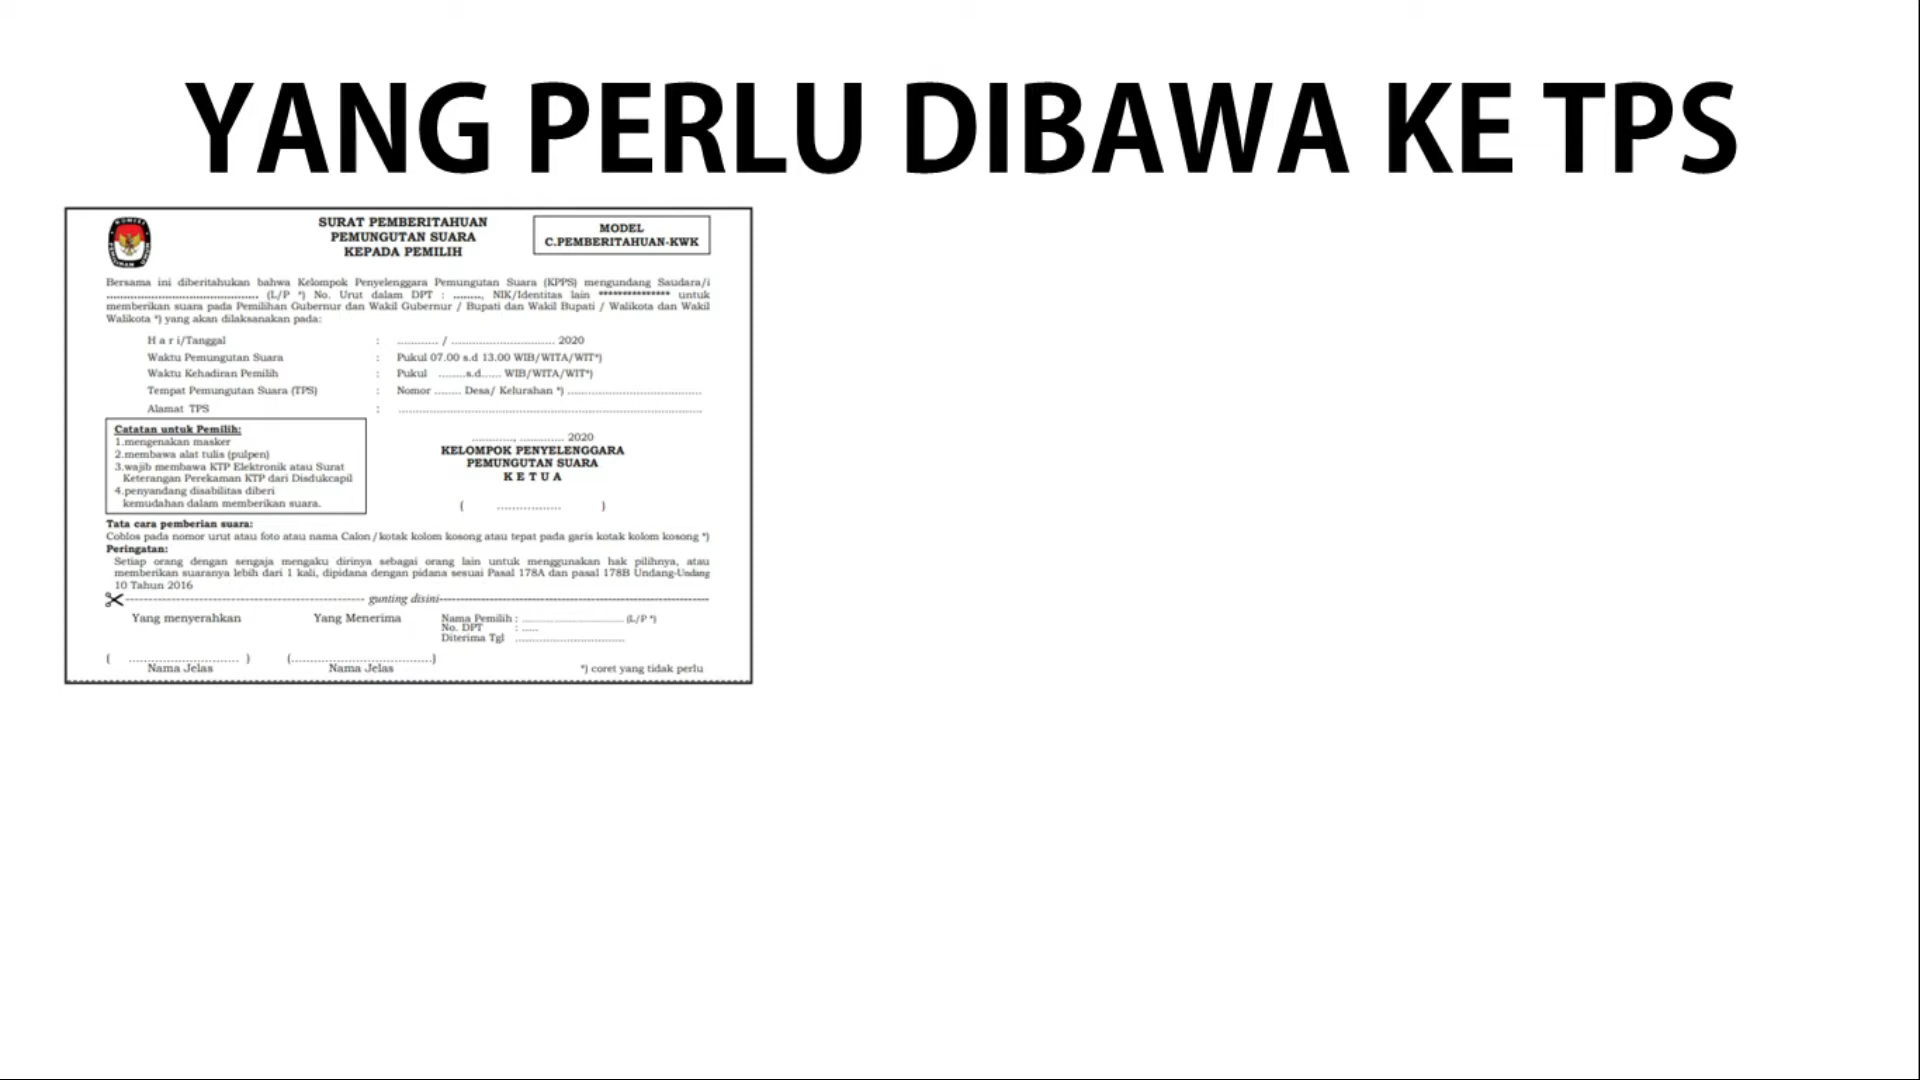 YANG PERLU DIBAWA KE TPS
SURAT PEMBERITAHUAN
PEMUNGUTAN SUARA
KEPADA PEMILIH
MODEL
C.PEMBERITAHUAN-KWK
Bersama ini diberitahukan bahwa Kelompok Penyelenggara Pemungutan Suara (KPPS) mengundang Saudara/i
............................................ (L/P *) No. Urut dalam DPT : ........, NIK/Identitas lain *************** untuk
memberikan suara pada Pemilihan Gubernur dan Wakil Gubernur / Bupati dan Wakil Bupati / Walikota dan Wakil
Walikota *) yang akan dilaksanakan pada:
H a r i/Tanggal : ............ / .............................. 2020
Waktu Pemungutan Suara : Pukul 07.00 s.d 13.00 WIB/WITA/WIT*)
Waktu Kehadiran Pemilih : Pukul ........s.d...... WIB/WITA/WIT*)
Tempat Pemungutan Suara (TPS) : Nomor ........ Desa/ Kelurahan *) .......................................
Alamat TPS : ........................................................................................
Catatan untuk Pemilih:
1.mengenakan masker
2.membawa alat tulis (pulpen)
3.wajib membawa KTP Elektronik atau Surat
Keterangan Perekaman KTP dari Disdukcapil
4.penyandang disabilitas diberi
kemudahan dalam memberikan suara.
............, ............. 2020
KELOMPOK PENYELENGGARA
PEMUNGUTAN SUARA
K E T U A
( .................. )
Tata cara pemberian suara:
Coblos pada nomor urut atau foto atau nama Calon/kotak kolom kosong atau tepat pada garis kotak kolom kosong *)
Peringatan:
Setiap orang dengan sengaja mengaku dirinya sebagai orang lain untuk menggunakan hak pilihnya, atau
memberikan suaranya lebih dari 1 kali, dipidana dengan pidana sesuai Pasal 178A dan pasal 178B Undang-Undang
10 Tahun 2016
gunting disini
Yang menyerahkan
Yang Menerima
Nama Pemilih : .............................. (L/P *)
No. DPT : .....
Diterima Tgl ................................
( ................................ )
(.........................................)
Nama Jelas
Nama Jelas
*) coret yang tidak perlu